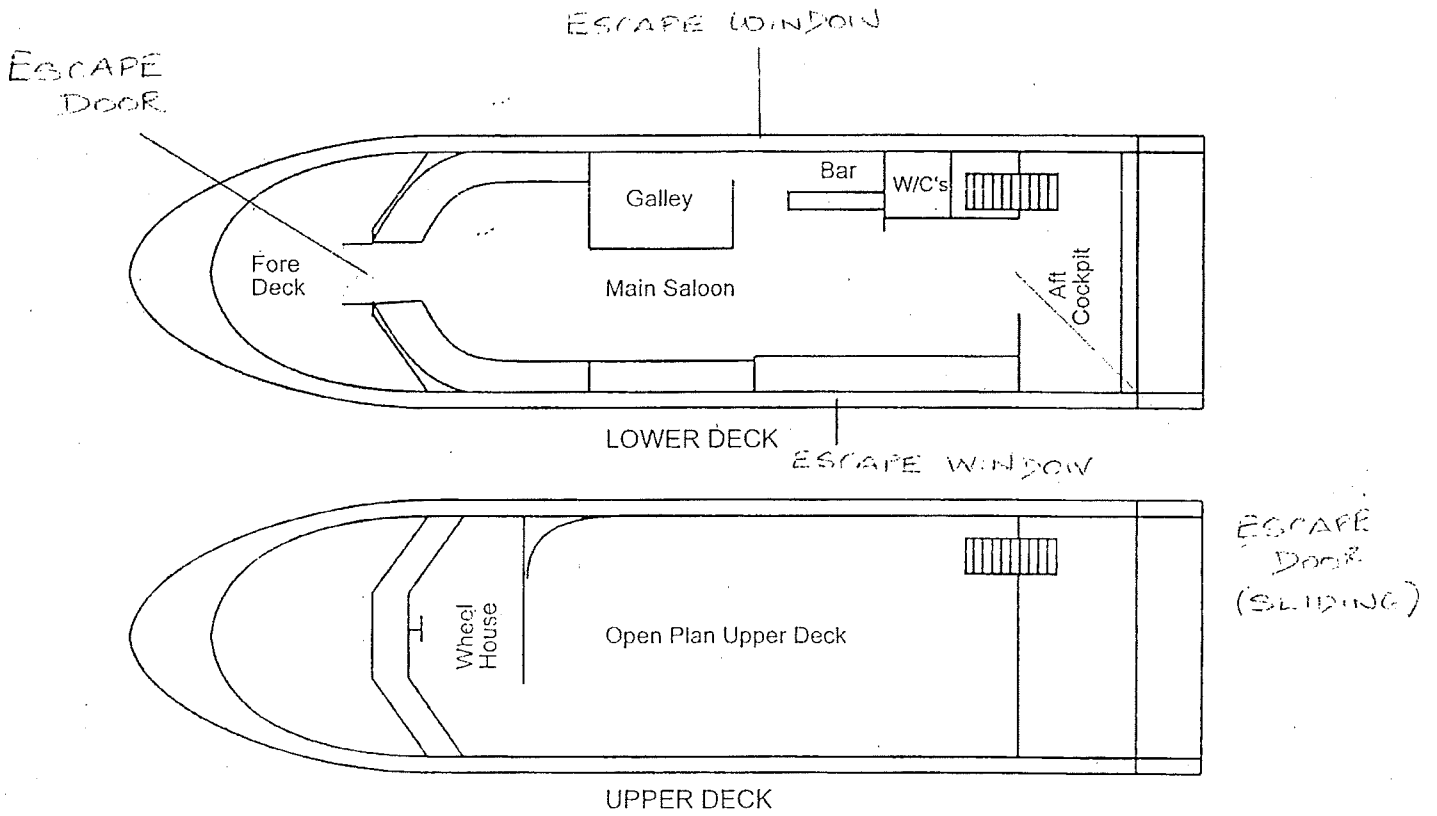 ESCAPE WINDOW
ESCAPE
DOOR
Bar
W/C's
Galley
Fore
Deck
Main Saloon
Aft
Cockpit
LOWER DECK
ESCAPE WINDOW
ESCAPE
DOOR
(SLIDING)
Wheel
House
Open Plan Upper Deck
UPPER DECK